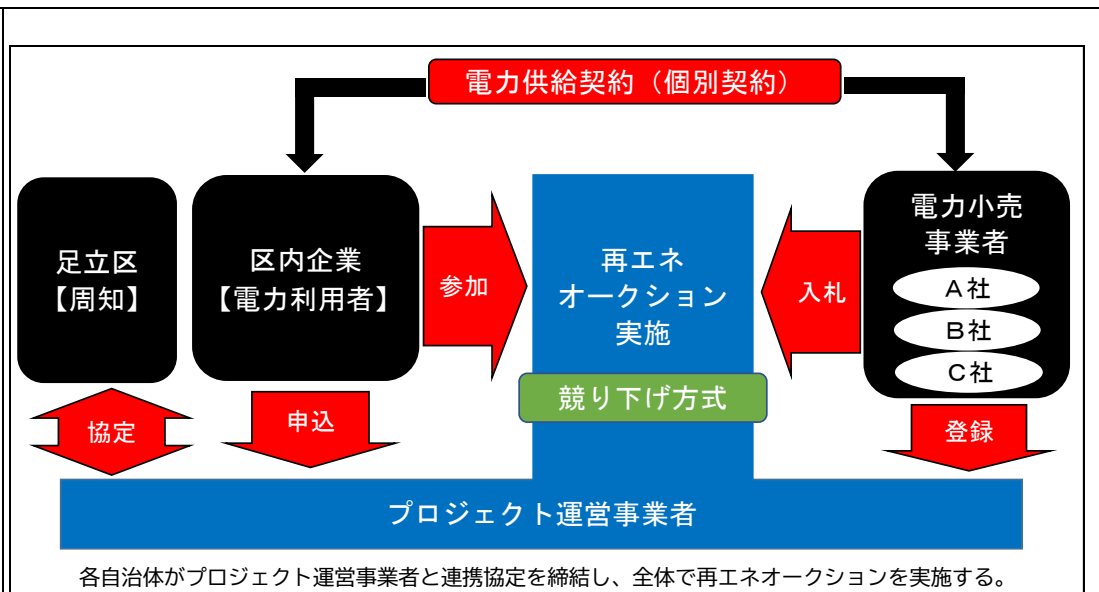 電力供給契約（個別契約）
足立区
【周知】
区内企業
【電力利用者】
参加
再エネ
オークション
実施
競り下げ方式
入札
電力小売
事業者
Ａ社
Ｂ社
Ｃ社
協定
申込
登録
プロジェクト運営事業者
各自治体がプロジェクト運営事業者と連携協定を締結し、全体で再エネオークションを実施する。